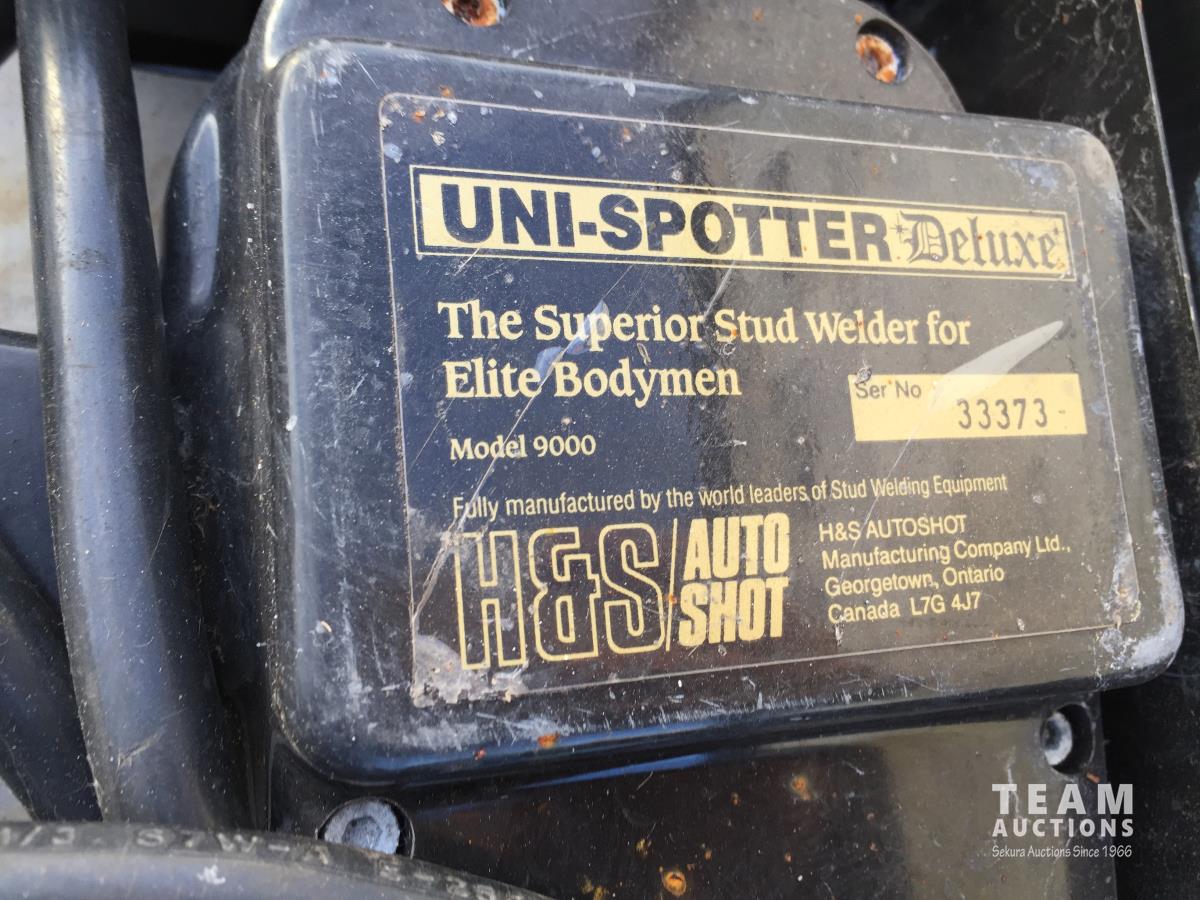 UNI-SPOTTER Deluxe
The Superior Stud Welder for
Elite Bodymen
Ser No 33373-
Model 9000
Fully manufactured by the world leaders of Stud Welding Equipment
H&S/AUTO SHOT
H&S AUTOSHOT
Manufacturing Company Ltd.,
Georgetown, Ontario
Canada L7G 4J7
TEAM
AUCTIONS
Sekura Auctions Since 1966